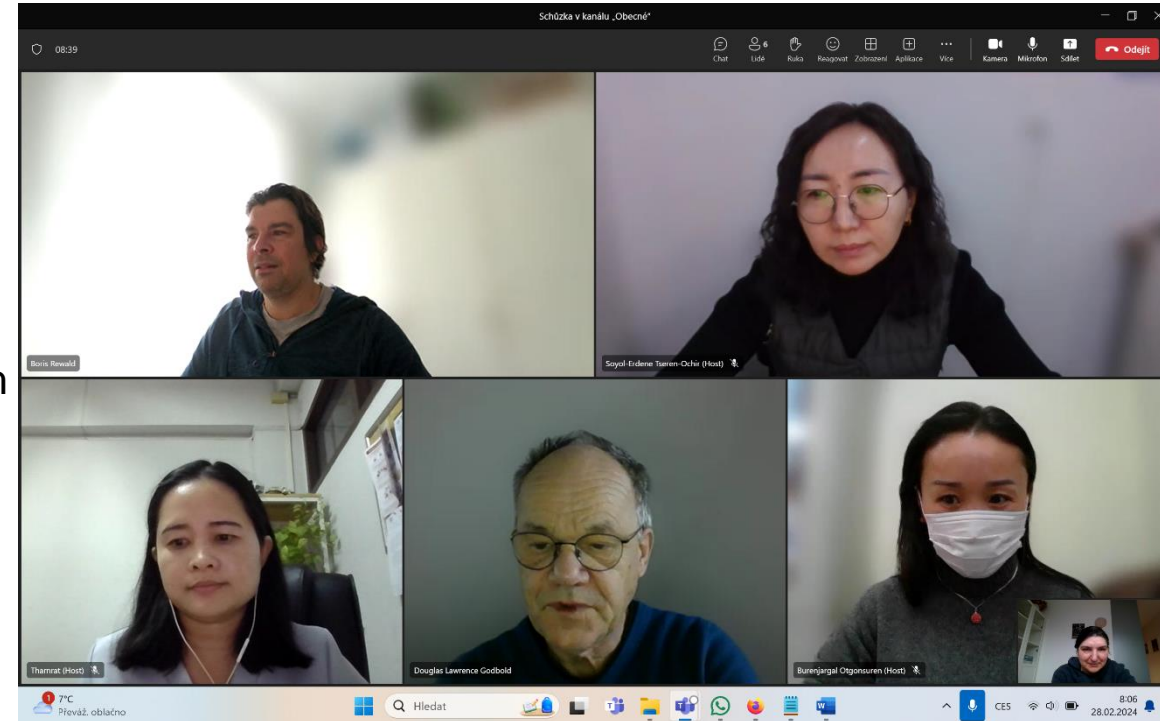 Schůzka v kanálu „Obecné“
08:39
Chat
6
Lidé
Ruka
Reagovat
Zobrazení
Aplikace
Více
Kamera
Mikrofon
Sdílet
Odejít
Boris Rewald
Soyol-Erdene Tseren-Ochir (Host)
n
Thamrat (Host)
Douglas Lawrence Godbold
Burenjargal Otgonsuren (Host)
1
7°C
Převáž. oblačno
Hledat
CES
8:06
28.02.2024